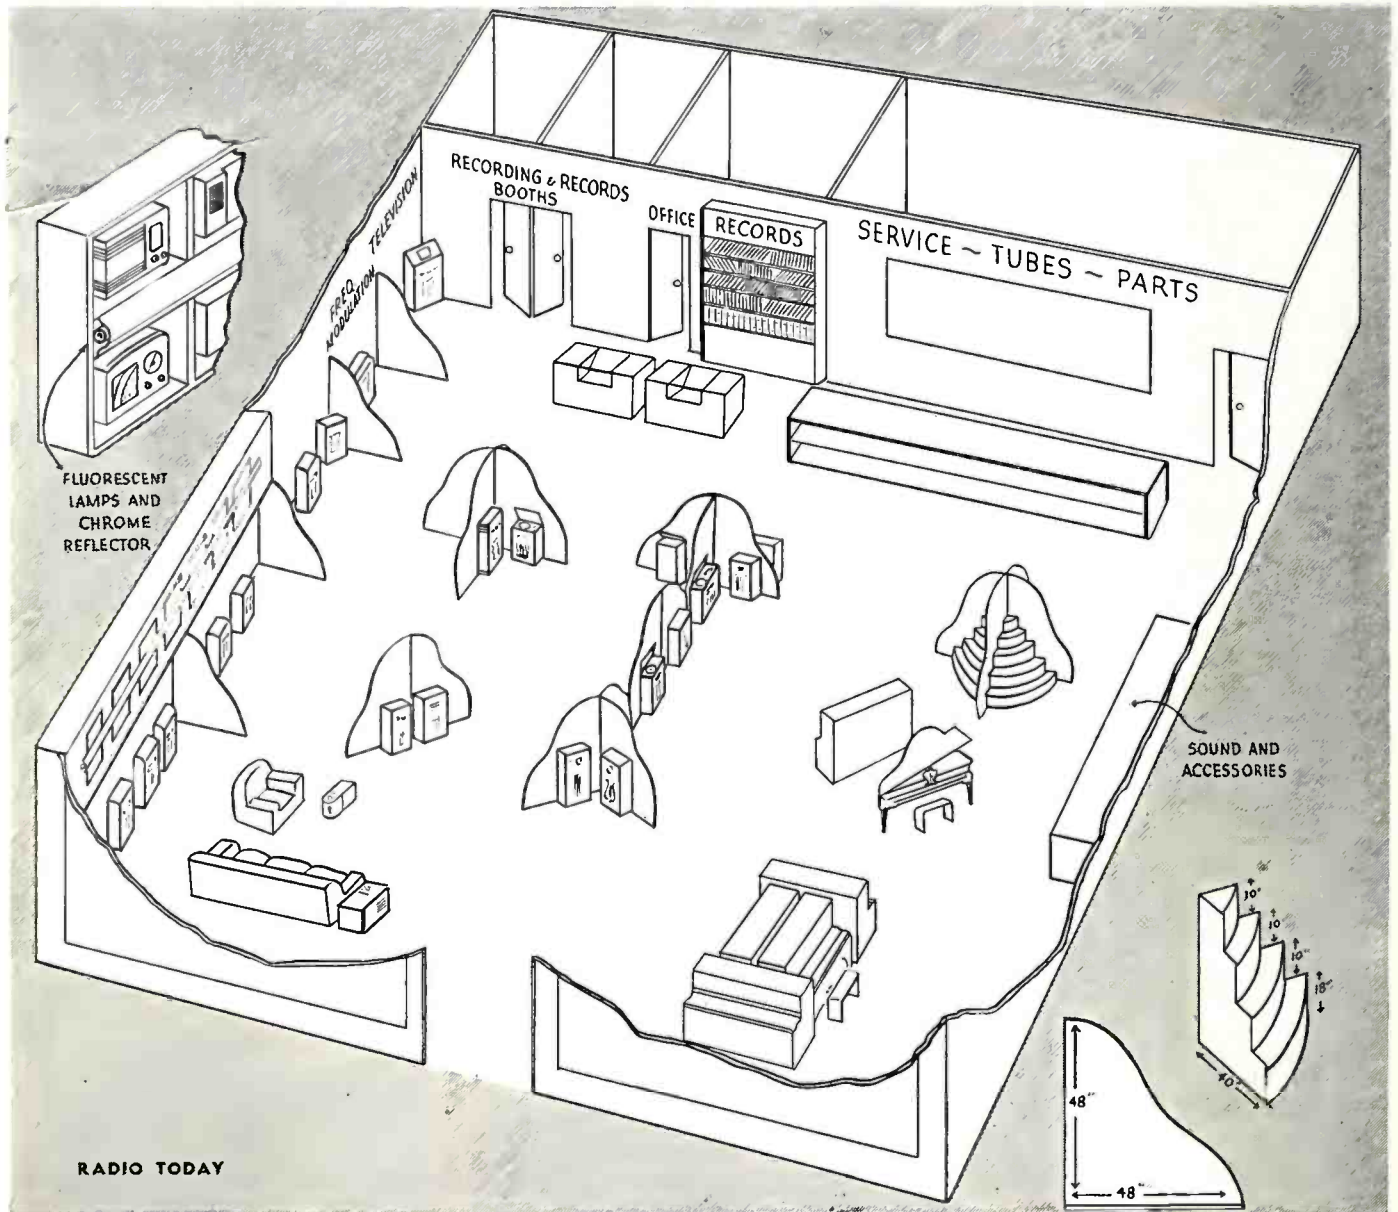 RECORDING & RECORDS
BOOTHS
OFFICE
RECORDS
SERVICE ~ TUBES ~ PARTS
TELEVISION
FREQ.
MODULATION
FLUORESCENT
LAMPS AND
CHROME
REFLECTOR
SOUND AND
ACCESSORIES
10"
10
10"
18"
40"
48"
48"
RADIO TODAY